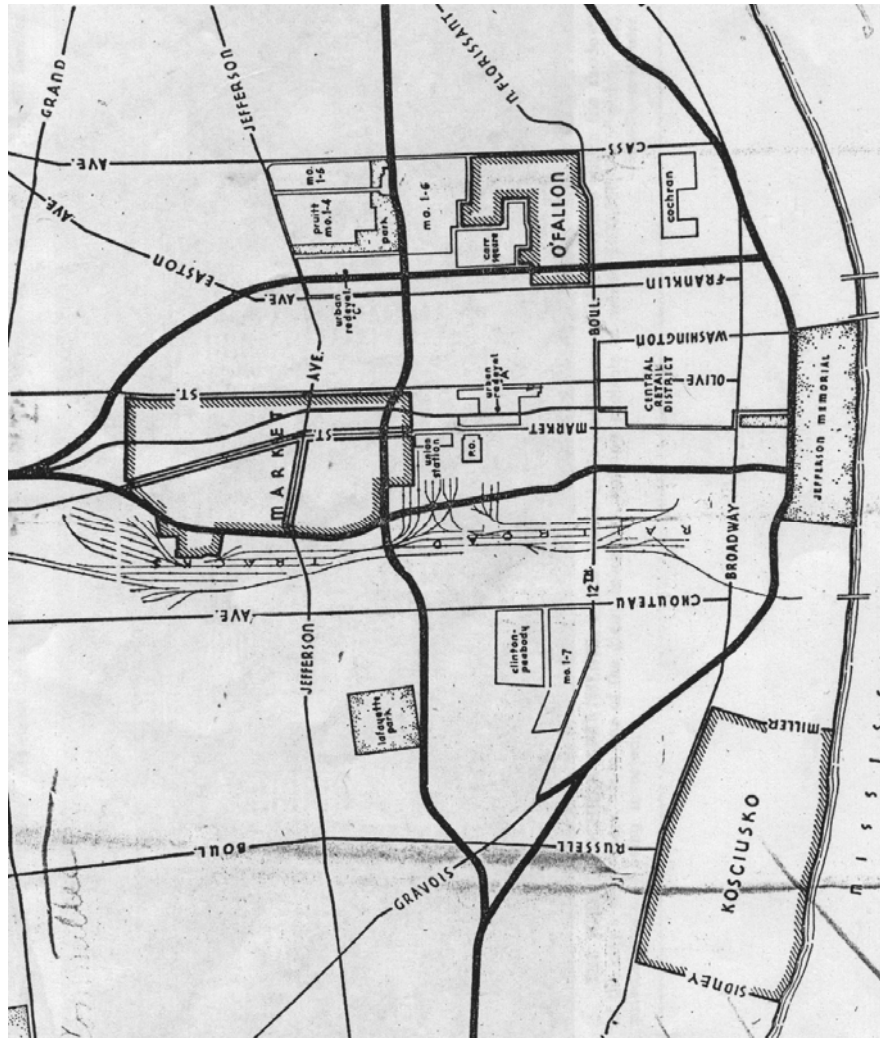 GRAND
AVE.
JEFFERSON
N. FLORISSANT
CASS
AVE.
EASTON
AVE.
mo.
1-5
pruitt
mo. 1-4
park
mo. 1-6
carr
square
O'FALLON
cochran
FRANKLIN
AVE.
urban
redevel
"C"
BOUL.
WASHINGTON
OLIVE
ST.
AVE.
urban
redevel
"A"
CENTRAL
RETAIL
DISTRICT
MARKET
MARKET
ST.
union
station
P.O.
JEFFERSON MEMORIAL
TRACKS
BROADWAY
12TH
CHOUTEAU
AVE.
JEFFERSON
clinton-
peabody
mo. 1-7
lafayette
park
MILLER
KOSCIUSKO
RUSSELL
BOUL.
GRAVOIS
SIDNEY